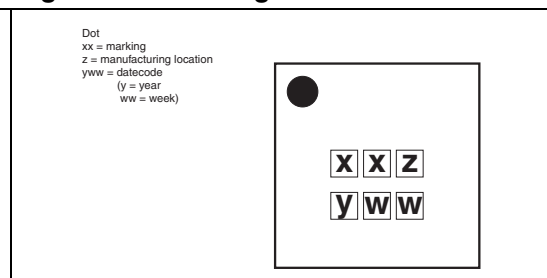 Dot
xx = marking
z = manufacturing location
yww = datecode
(y = year
ww = week)
x x z
y w w